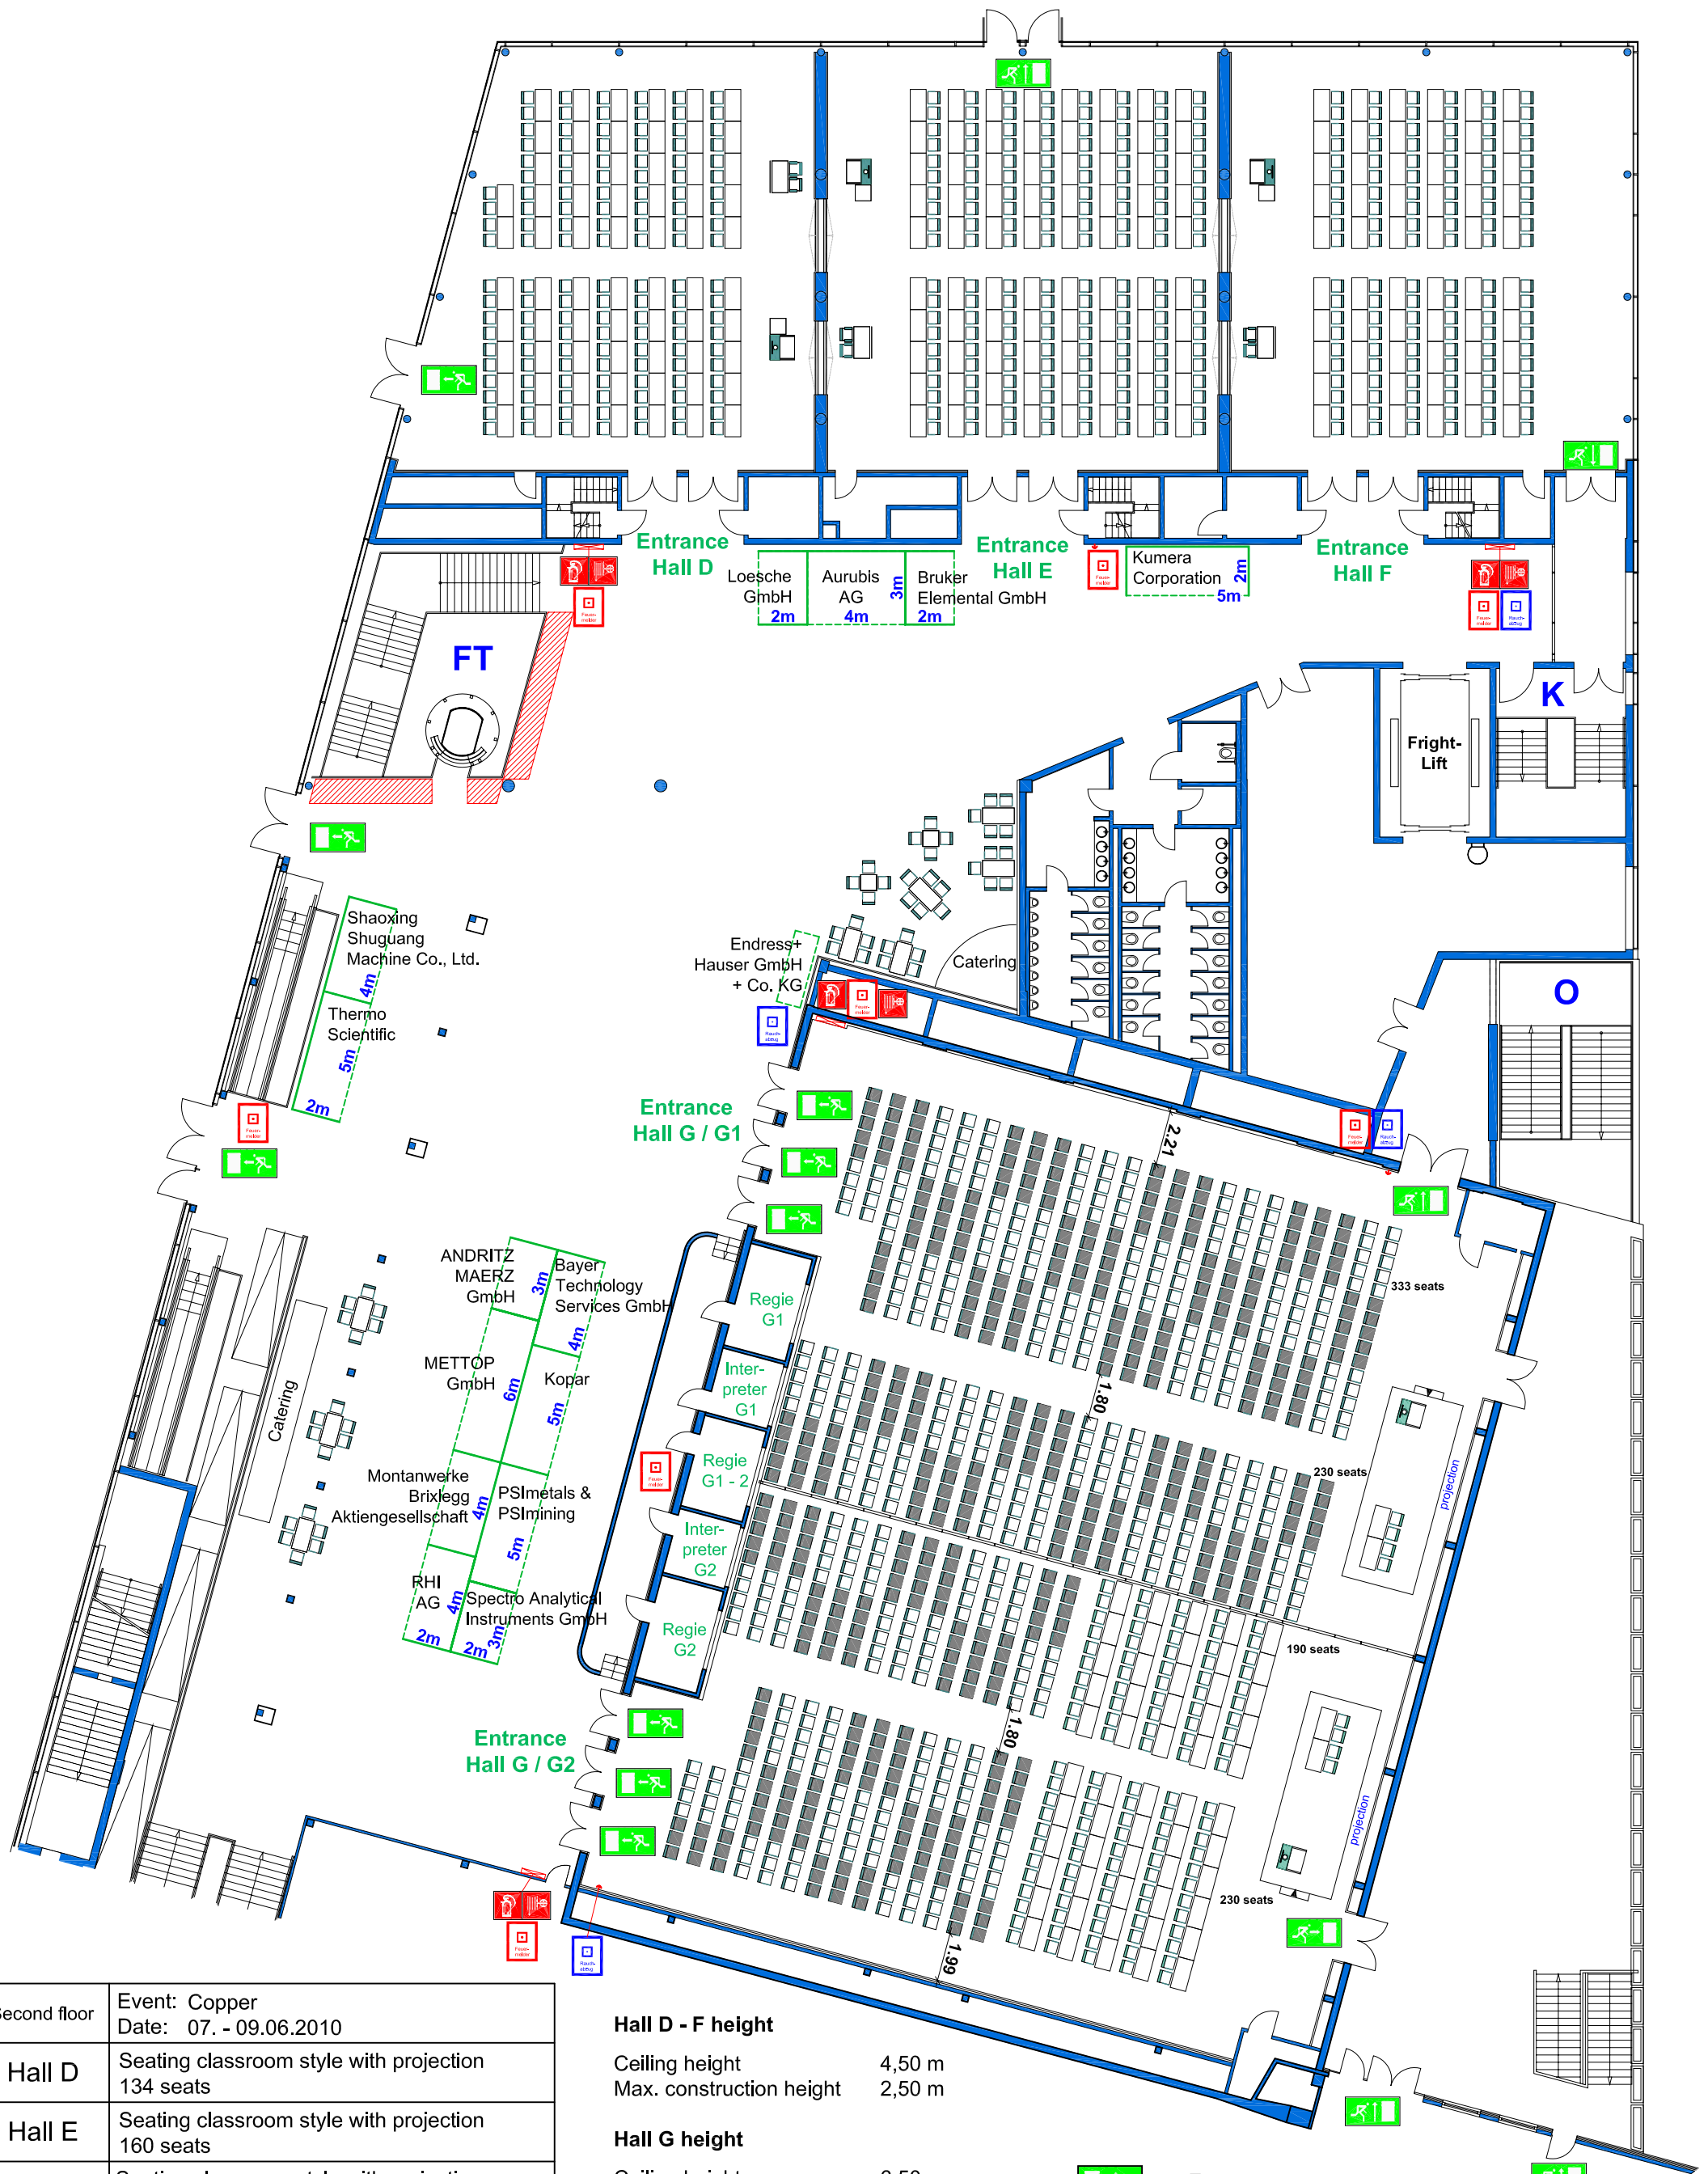 Entrance
Hall D
Entrance
Hall E
Entrance
Hall F
Loesche
GmbH
2m
Aurubis
AG
4m
3m
Bruker
Elemental GmbH
2m
Kumera
Corporation
2m
5m
FT
K
Fright-
Lift
O
Shaoxing
Shuguang
Machine Co., Ltd.
4m
Thermo
Scientific
5m
2m
Endress+
Hauser GmbH
+ Co. KG
Catering
Entrance
Hall G / G1
2.21
333 seats
ANDRITZ
MAERZ
GmbH
3m
Bayer
Technology
Services GmbH
4m
METTOP
GmbH
6m
Kopar
5m
Catering
Montanwerke
Brixlegg
Aktiengesellschaft
4m
PSImetals &
PSImining
5m
RHI
AG
4m
2m
Spectro Analytical
Instruments GmbH
2m
3m
Regie
G1
Inter-
preter
G1
Regie
G1 - 2
Inter-
preter
G2
Regie
G2
1.80
230 seats
projection
190 seats
1.80
projection
230 seats
1.99
Entrance
Hall G / G2
Second floor
Event: Copper
Date: 07. - 09.06.2010
Hall D
Seating classroom style with projection
134 seats
Hall E
Seating classroom style with projection
160 seats
Hall D - F height
Ceiling height 4,50 m
Max. construction height 2,50 m
Hall G height